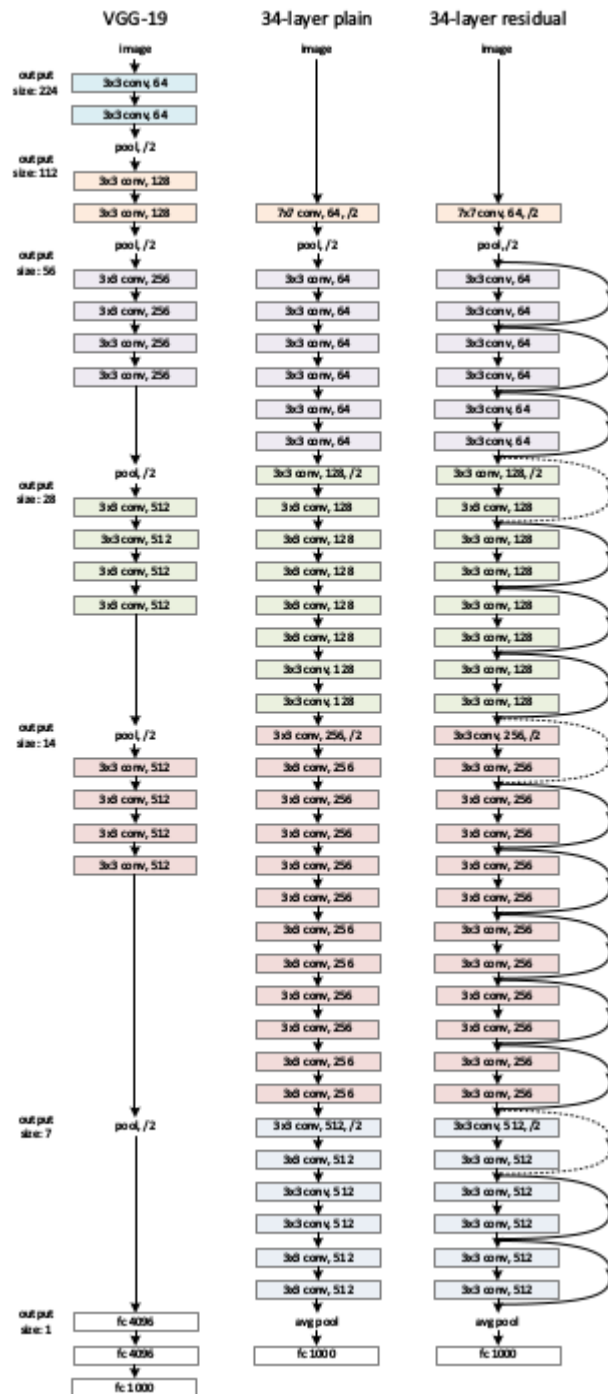 output
size: 224
output
size: 112
output
size: 56
output
size: 28
output
size: 14
output
size: 7
output
size: 1
VGG-19
image
3x3 conv, 64
3x3 conv, 64
pool, /2
3x3 conv, 128
3x3 conv, 128
pool, /2
3x3 conv, 256
3x3 conv, 256
3x3 conv, 256
3x3 conv, 256
pool, /2
3x3 conv, 512
3x3 conv, 512
3x3 conv, 512
3x3 conv, 512
pool, /2
3x3 conv, 512
3x3 conv, 512
3x3 conv, 512
3x3 conv, 512
pool, /2
fc 4096
fc 4096
fc 1000
34-layer plain
image
7x7 conv, 64, /2
pool, /2
3x3 conv, 64
3x3 conv, 64
3x3 conv, 64
3x3 conv, 64
3x3 conv, 64
3x3 conv, 64
3x3 conv, 128, /2
3x3 conv, 128
3x3 conv, 128
3x3 conv, 128
3x3 conv, 128
3x3 conv, 128
3x3 conv, 128
3x3 conv, 128
3x3 conv, 256, /2
3x3 conv, 256
3x3 conv, 256
3x3 conv, 256
3x3 conv, 256
3x3 conv, 256
3x3 conv, 256
3x3 conv, 256
3x3 conv, 256
3x3 conv, 256
3x3 conv, 256
3x3 conv, 256
3x3 conv, 512, /2
3x3 conv, 512
3x3 conv, 512
3x3 conv, 512
3x3 conv, 512
3x3 conv, 512
avg pool
fc 1000
34-layer residual
image
7x7 conv, 64, /2
pool, /2
3x3 conv, 64
3x3 conv, 64
3x3 conv, 64
3x3 conv, 64
3x3 conv, 64
3x3 conv, 64
3x3 conv, 128, /2
3x3 conv, 128
3x3 conv, 128
3x3 conv, 128
3x3 conv, 128
3x3 conv, 128
3x3 conv, 128
3x3 conv, 128
3x3 conv, 256, /2
3x3 conv, 256
3x3 conv, 256
3x3 conv, 256
3x3 conv, 256
3x3 conv, 256
3x3 conv, 256
3x3 conv, 256
3x3 conv, 256
3x3 conv, 256
3x3 conv, 256
3x3 conv, 256
3x3 conv, 512, /2
3x3 conv, 512
3x3 conv, 512
3x3 conv, 512
3x3 conv, 512
3x3 conv, 512
avg pool
fc 1000